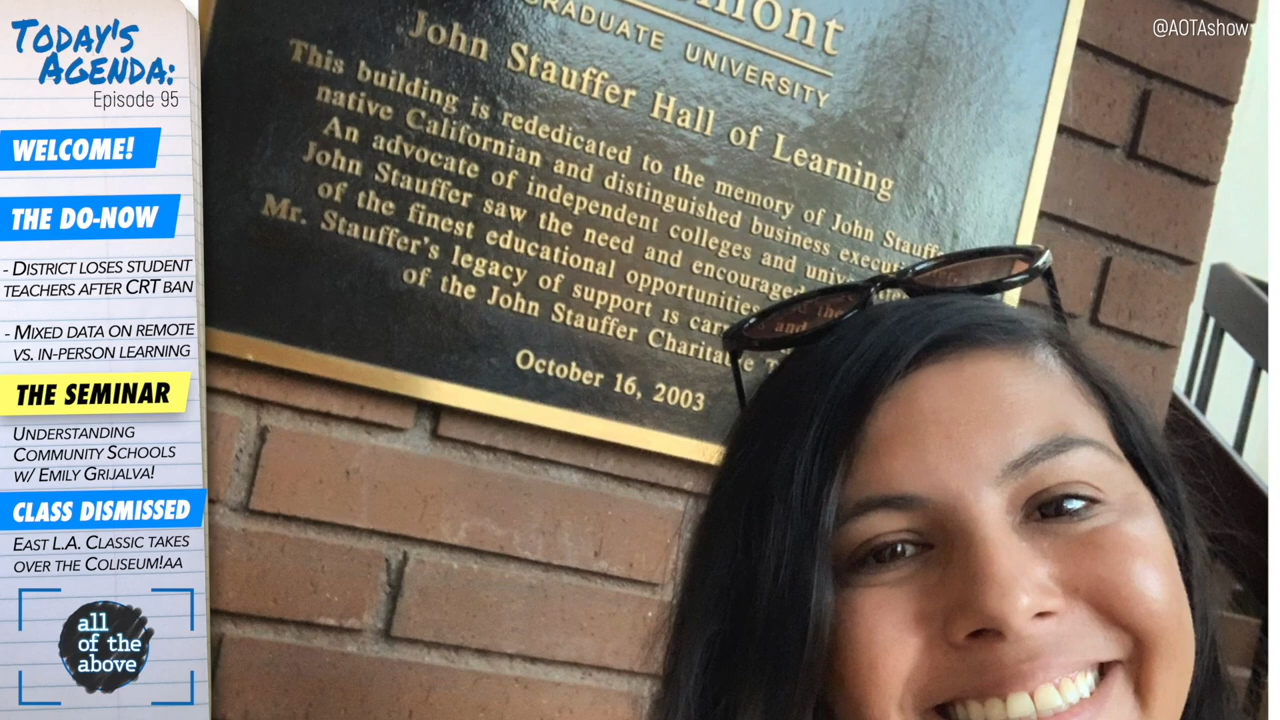 TODAY'S
AGENDA:
Episode 95
WELCOME!
THE DO-NOW
- DISTRICT LOSES STUDENT
TEACHERS AFTER CRT BAN
- MIXED DATA ON REMOTE
VS. IN-PERSON LEARNING
THE SEMINAR
UNDERSTANDING
COMMUNITY SCHOOLS
W/ EMILY GRIJALVA!
CLASS DISMISSED
EAST L.A. CLASSIC TAKES
OVER THE COLISEUM!AA
all
of the
above
@AOTAshow
GRADUATE UNIVERSITY
John Stauffer Hall of Learning
This building is rededicated to the memory of John
native Californian and distinguished business
An advocate of independent colleges and
John Stauffer saw the need and encouraged
of the finest educational opportunities
Mr. Stauffer's legacy of support is
of the John Stauffer
October 16, 2003